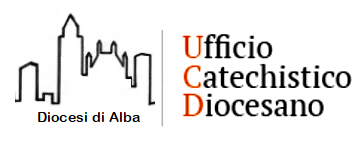 Diocesi di Alba
Ufficio
Catechistico
Diocesano